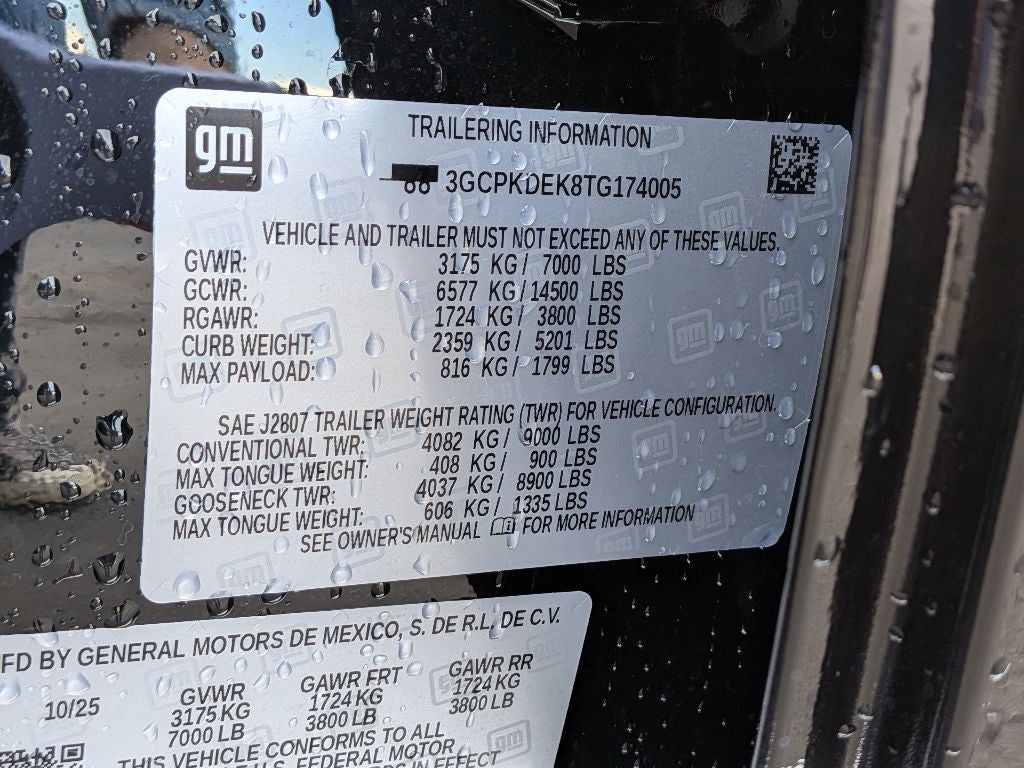 gm
TRAILERING INFORMATION
88 3GCPKDEK8TG174005
VEHICLE AND TRAILER MUST NOT EXCEED ANY OF THESE VALUES.
GVWR: 3175 KG/ 7000 LBS
GCWR: 6577 KG/14500 LBS
RGAWR: 1724 KG/ 3800 LBS
CURB WEIGHT: 2359 KG/ 5201 LBS
MAX PAYLOAD: 816 KG/ 1799 LBS
SAE J2807 TRAILER WEIGHT RATING (TWR) FOR VEHICLE CONFIGURATION.
CONVENTIONAL TWR: 4082 KG/ 9000 LBS
MAX TONGUE WEIGHT: 408 KG/ 900 LBS
GOOSENECK TWR: 4037 KG/ 8900 LBS
MAX TONGUE WEIGHT: 606 KG/ 1335 LBS
SEE OWNER'S MANUAL FOR MORE INFORMATION
MFD BY GENERAL MOTORS DE MEXICO, S. DE R.L. DE C.V.
10/25 GVWR GAWR FRT GAWR RR
3175 KG 1724 KG 1724 KG
7000 LB 3800 LB 3800 LB
THIS VEHICLE CONFORMS TO ALL
U.S. FEDERAL MOTOR
IN EFFECT